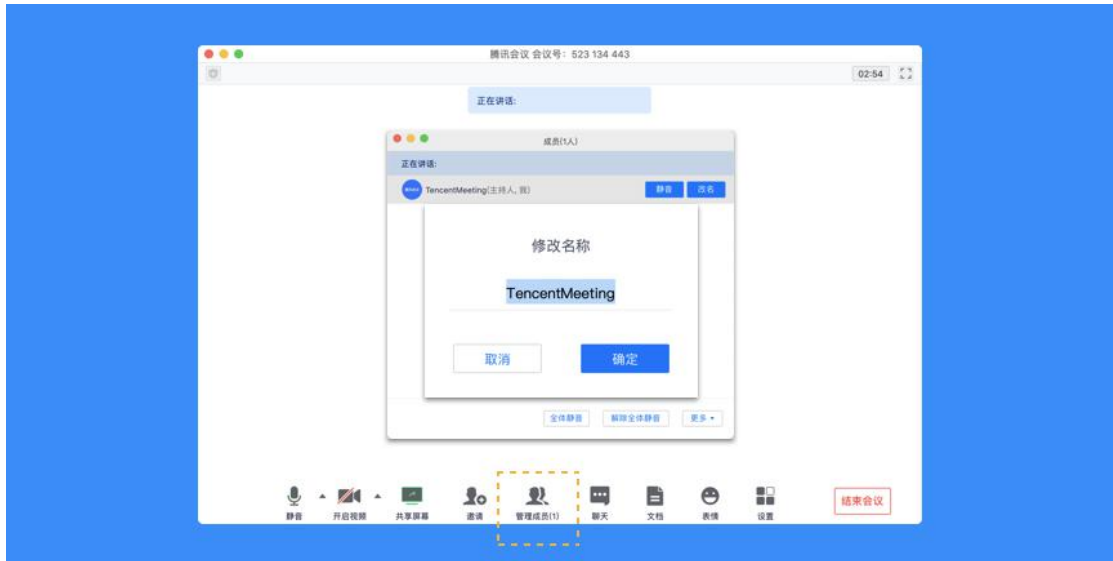 腾讯会议 会议号：523 134 443
02:54
正在讲话:
成员(1人)
正在讲话:
TencentMeeting(主持人, 我)
静音
改名
修改名称
TencentMeeting
取消
确定
全体静音
解除全体静音
更多
静音
开启视频
共享屏幕
邀请
管理成员(1)
聊天
文档
表情
设置
结束会议